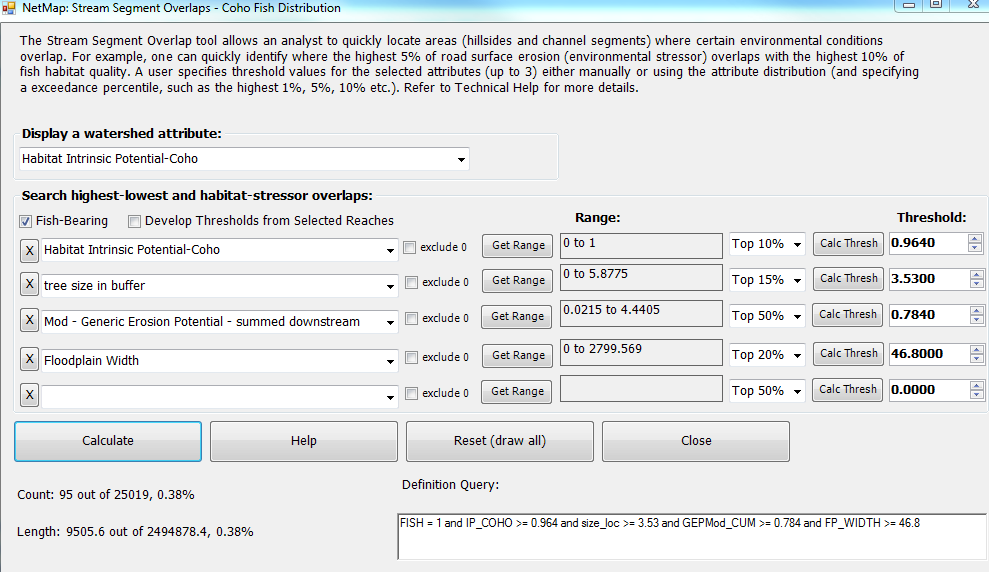 NetMap: Stream Segment Overlaps - Coho Fish Distribution
The Stream Segment Overlap tool allows an analyst to quickly locate areas (hillsides and channel segments) where certain environmental conditions
overlap. For example, one can quickly identify where the highest 5% of road surface erosion (environmental stressor) overlaps with the highest 10% of
fish habitat quality. A user specifies threshold values for the selected attributes (up to 3) either manually or using the attribute distribution (and specifying
a exceedance percentile, such as the highest 1%, 5%, 10% etc.). Refer to Technical Help for more details.
Display a watershed attribute:
Habitat Intrinsic Potential-Coho
Search highest-lowest and habitat-stressor overlaps:
Fish-Bearing Develop Thresholds from Selected Reaches Range: Threshold:
X Habitat Intrinsic Potential-Coho exclude 0 Get Range 0 to 1 Top 10% Calc Thresh 0.9640
X tree size in buffer exclude 0 Get Range 0 to 5.8775 Top 15% Calc Thresh 3.5300
X Mod - Generic Erosion Potential - summed downstream exclude 0 Get Range 0.0215 to 4.4405 Top 50% Calc Thresh 0.7840
X Floodplain Width exclude 0 Get Range 0 to 2799.569 Top 20% Calc Thresh 46.8000
X exclude 0 Get Range Top 50% Calc Thresh 0.0000
Calculate Help Reset (draw all) Close
Count: 95 out of 25019, 0.38%
Length: 9505.6 out of 2494878.4, 0.38%
Definition Query:
FISH = 1 and IP_COHO >= 0.964 and size_loc >= 3.53 and GEPMod_CUM >= 0.784 and FP_WIDTH >= 46.8